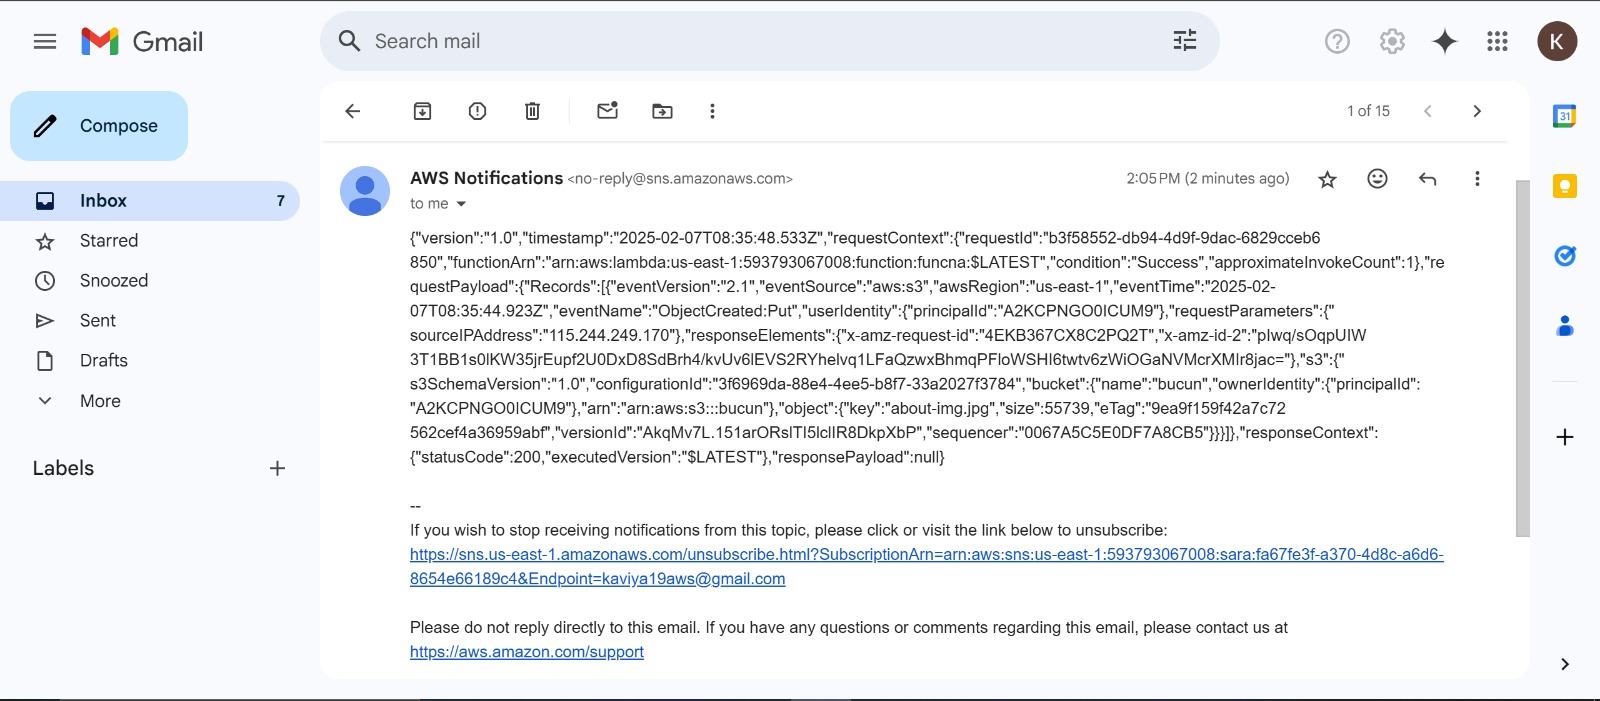 Gmail
Search mail
K
Compose
1 of 15
31
Inbox 7
Starred
Snoozed
Sent
Drafts
More
Labels
AWS Notifications <no-reply@sns.amazonaws.com>
2:05 PM (2 minutes ago)
to me
{"version":"1.0","timestamp":"2025-02-07T08:35:48.533Z","requestContext":{"requestId":"b3f58552-db94-4d9f-9dac-6829cceb6
850","functionArn":"arn:aws:lambda:us-east-1:593793067008:function:funcna:$LATEST","condition":"Success","approximateInvokeCount":1},"re
questPayload":{"Records":[{"eventVersion":"2.1","eventSource":"aws:s3","awsRegion":"us-east-1","eventTime":"2025-02-
07T08:35:44.923Z","eventName":"ObjectCreated:Put","userIdentity":{"principalId":"A2KCPNGO0ICUM9"},"requestParameters":{"
sourceIPAddress":"115.244.249.170"},"responseElements":{"x-amz-request-id":"4EKB367CX8C2PQ2T","x-amz-id-2":"pIwq/sOqpUIW
3T1BB1s0lKW35jrEupf2U0DxD8SdBrh4/kvUv6lEVS2RYhelvq1LFaQzwxBhmqPFloWSHl6twtv6zWiOGaNVMcrXMIr8jac="},"s3":{"
s3SchemaVersion":"1.0","configurationId":"3f6969da-88e4-4ee5-b8f7-33a2027f3784","bucket":{"name":"bucun","ownerIdentity":{"principalId":
"A2KCPNGO0ICUM9"},"arn":"arn:aws:s3:::bucun"},"object":{"key":"about-img.jpg","size":55739,"eTag":"9ea9f159f42a7c72
562cef4a36959abf","versionId":"AkqMv7L.151arORslTI5lclIR8DkpXbP","sequencer":"0067A5C5E0DF7A8CB5"}}}]},"responseContext":
{"statusCode":200,"executedVersion":"$LATEST"},"responsePayload":null}
--
If you wish to stop receiving notifications from this topic, please click or visit the link below to unsubscribe:
https://sns.us-east-1.amazonaws.com/unsubscribe.html?SubscriptionArn=arn:aws:sns:us-east-1:593793067008:sara:fa67fe3f-a370-4d8c-a6d6-
8654e66189c4&Endpoint=kaviya19aws@gmail.com
Please do not reply directly to this email. If you have any questions or comments regarding this email, please contact us at
https://aws.amazon.com/support